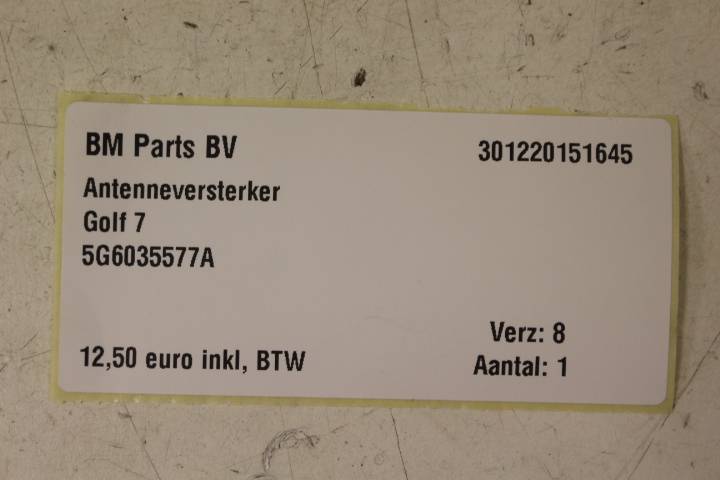 BM Parts BV
301220151645
Antenneversterker
Golf 7
5G6035577A
Verz: 8
12,50 euro inkl, BTW
Aantal: 1